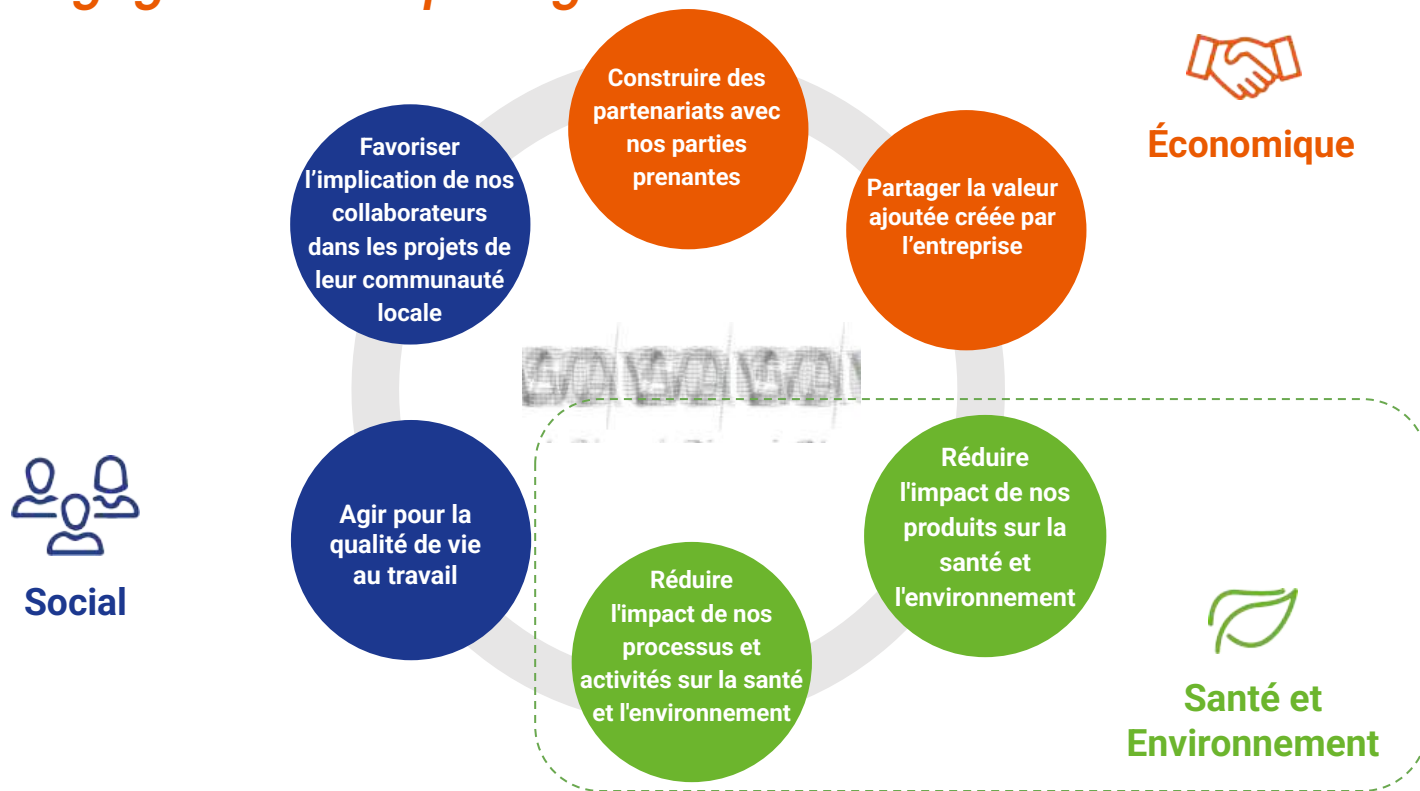 Construire des
partenariats avec
nos parties
prenantes
Économique
Favoriser
l’implication de nos
collaborateurs
dans les projets de
leur communauté
locale
Partager la valeur
ajoutée créée par
l’entreprise
Réduire
l'impact de nos
produits sur la
santé et
l'environnement
Agir pour la
qualité de vie
au travail
Social
Réduire
l'impact de nos
processus et
activités sur la santé
et l'environnement
Santé et
Environnement